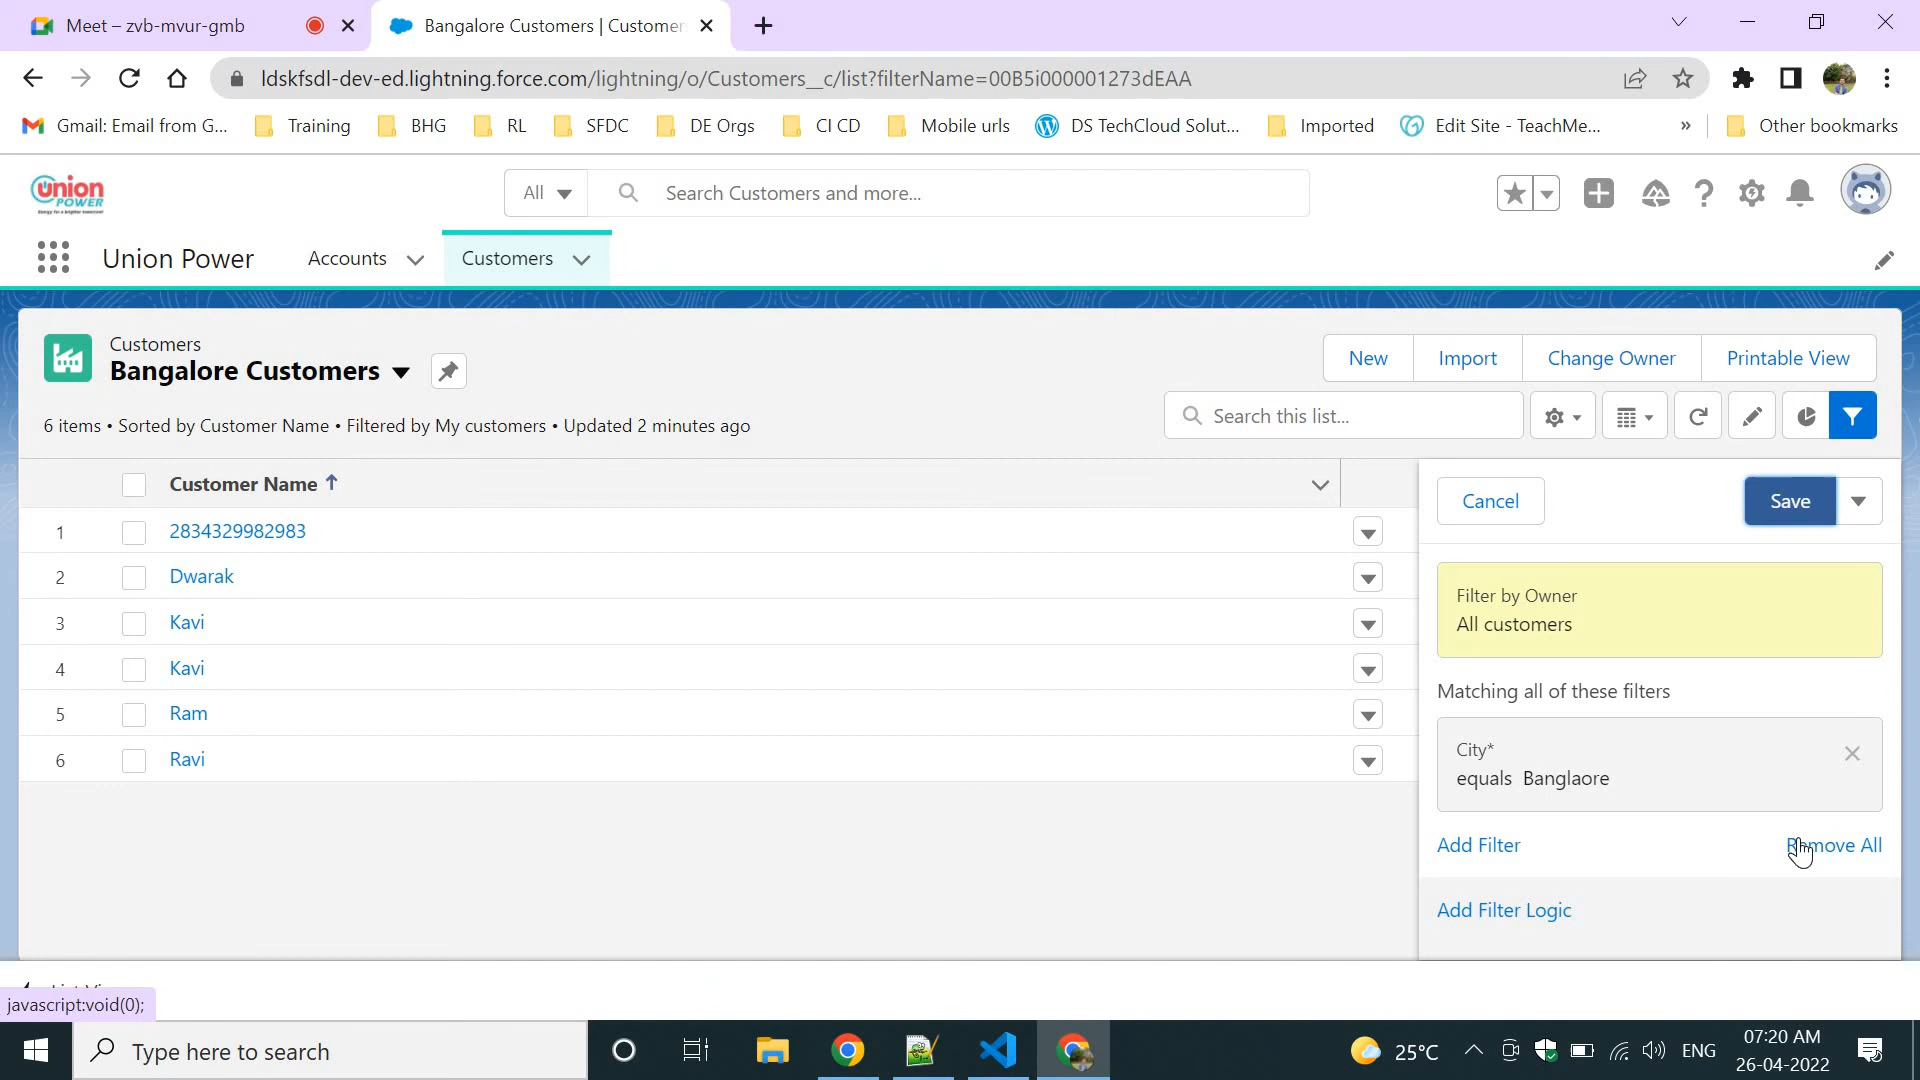 Meet – zvb-mvur-gmb
Bangalore Customers | Customer
ldskfsdl-dev-ed.lightning.force.com/lightning/o/Customers__c/list?filterName=00B5i000001273dEAA
Gmail: Email from G...
Training
BHG
RL
SFDC
DE Orgs
CI CD
Mobile urls
DS TechCloud Solut...
Imported
Edit Site - TeachMe...
»
Other bookmarks
union
POWER
All
Search Customers and more...
Union Power
Accounts
Customers
Customers
Bangalore Customers
New
Import
Change Owner
Printable View
6 items • Sorted by Customer Name • Filtered by My customers • Updated 2 minutes ago
Search this list...
Customer Name
1 2834329982983
2 Dwarak
3 Kavi
4 Kavi
5 Ram
6 Ravi
Cancel
Save
Filter by Owner
All customers
Matching all of these filters
City*
equals Banglaore
Add Filter
Remove All
Add Filter Logic
javascript:void(0);
Type here to search
25°C
ENG
07:20 AM
26-04-2022